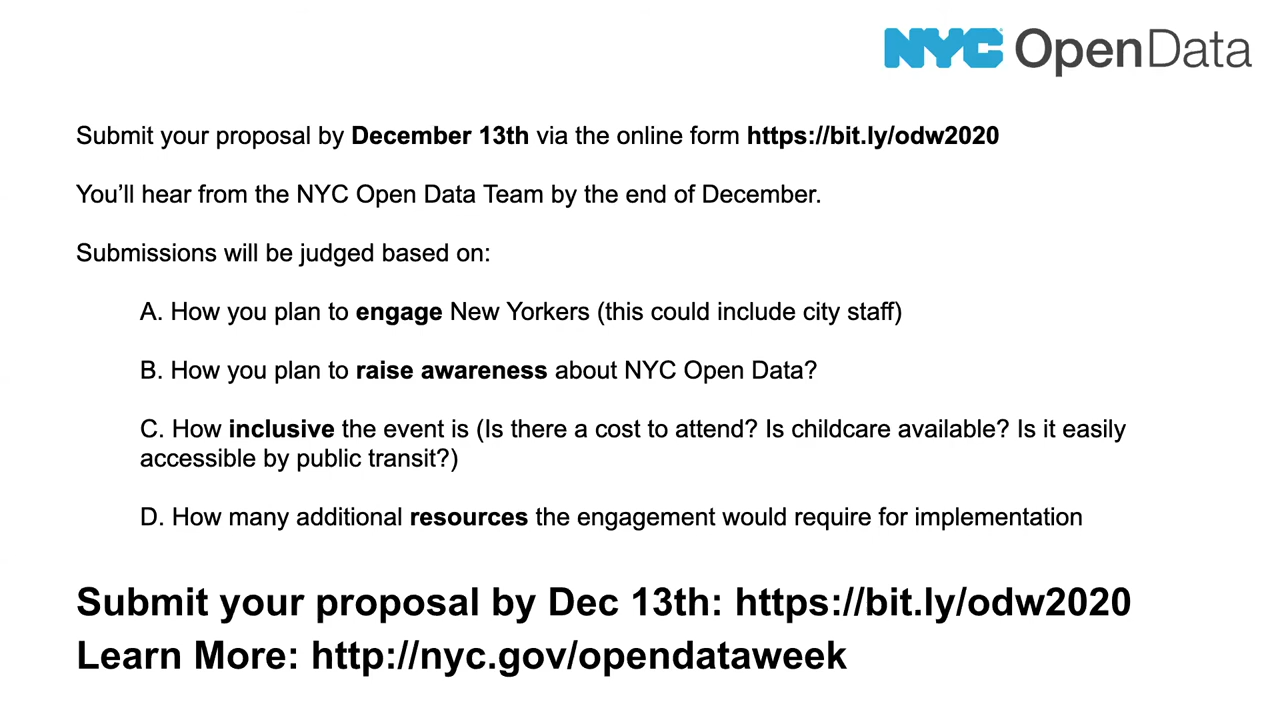 NYC OpenData
Submit your proposal by December 13th via the online form https://bit.ly/odw2020
You’ll hear from the NYC Open Data Team by the end of December.
Submissions will be judged based on:
A. How you plan to engage New Yorkers (this could include city staff)
B. How you plan to raise awareness about NYC Open Data?
C. How inclusive the event is (Is there a cost to attend? Is childcare available? Is it easily
accessible by public transit?)
D. How many additional resources the engagement would require for implementation
Submit your proposal by Dec 13th: https://bit.ly/odw2020
Learn More: http://nyc.gov/opendataweek